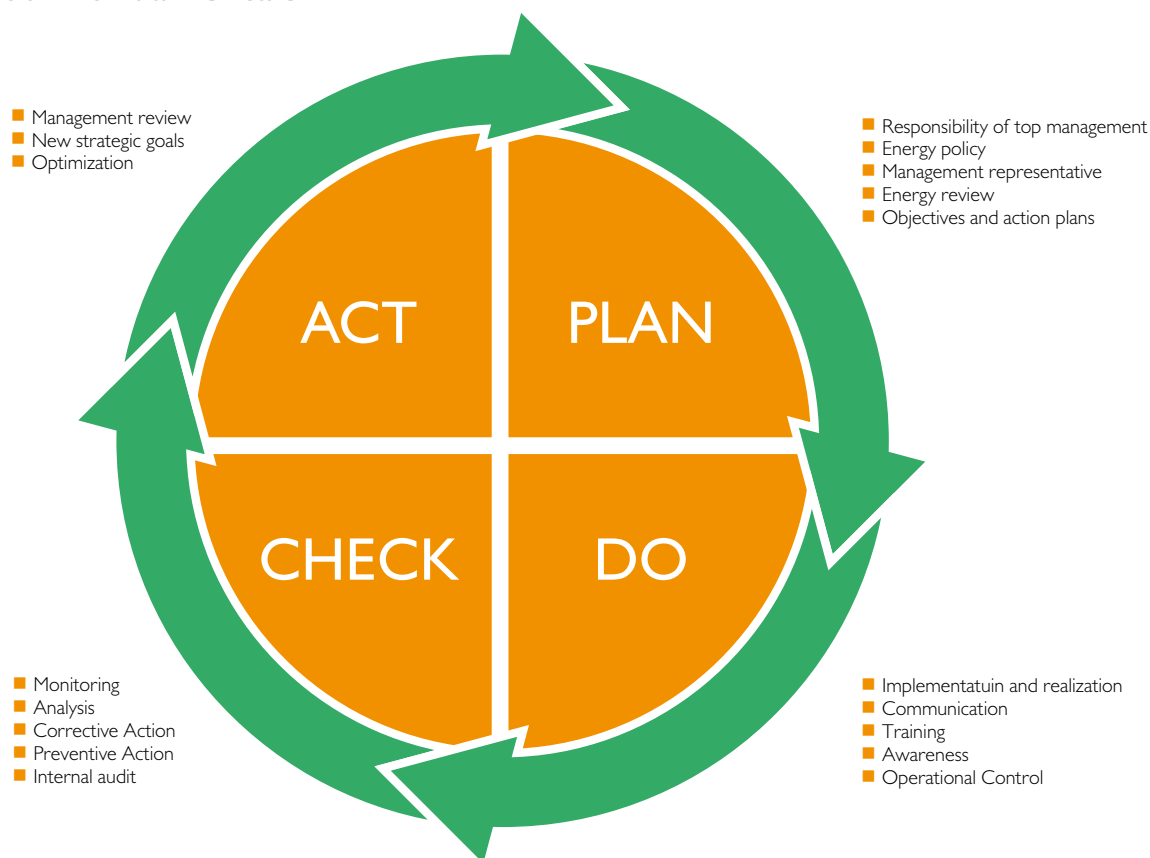 Management review
New strategic goals
Optimization
Responsibility of top management
Energy policy
Management representative
Energy review
Objectives and action plans
ACT
PLAN
CHECK
DO
Monitoring
Analysis
Corrective Action
Preventive Action
Internal audit
Implementatuin and realization
Communication
Training
Awareness
Operational Control